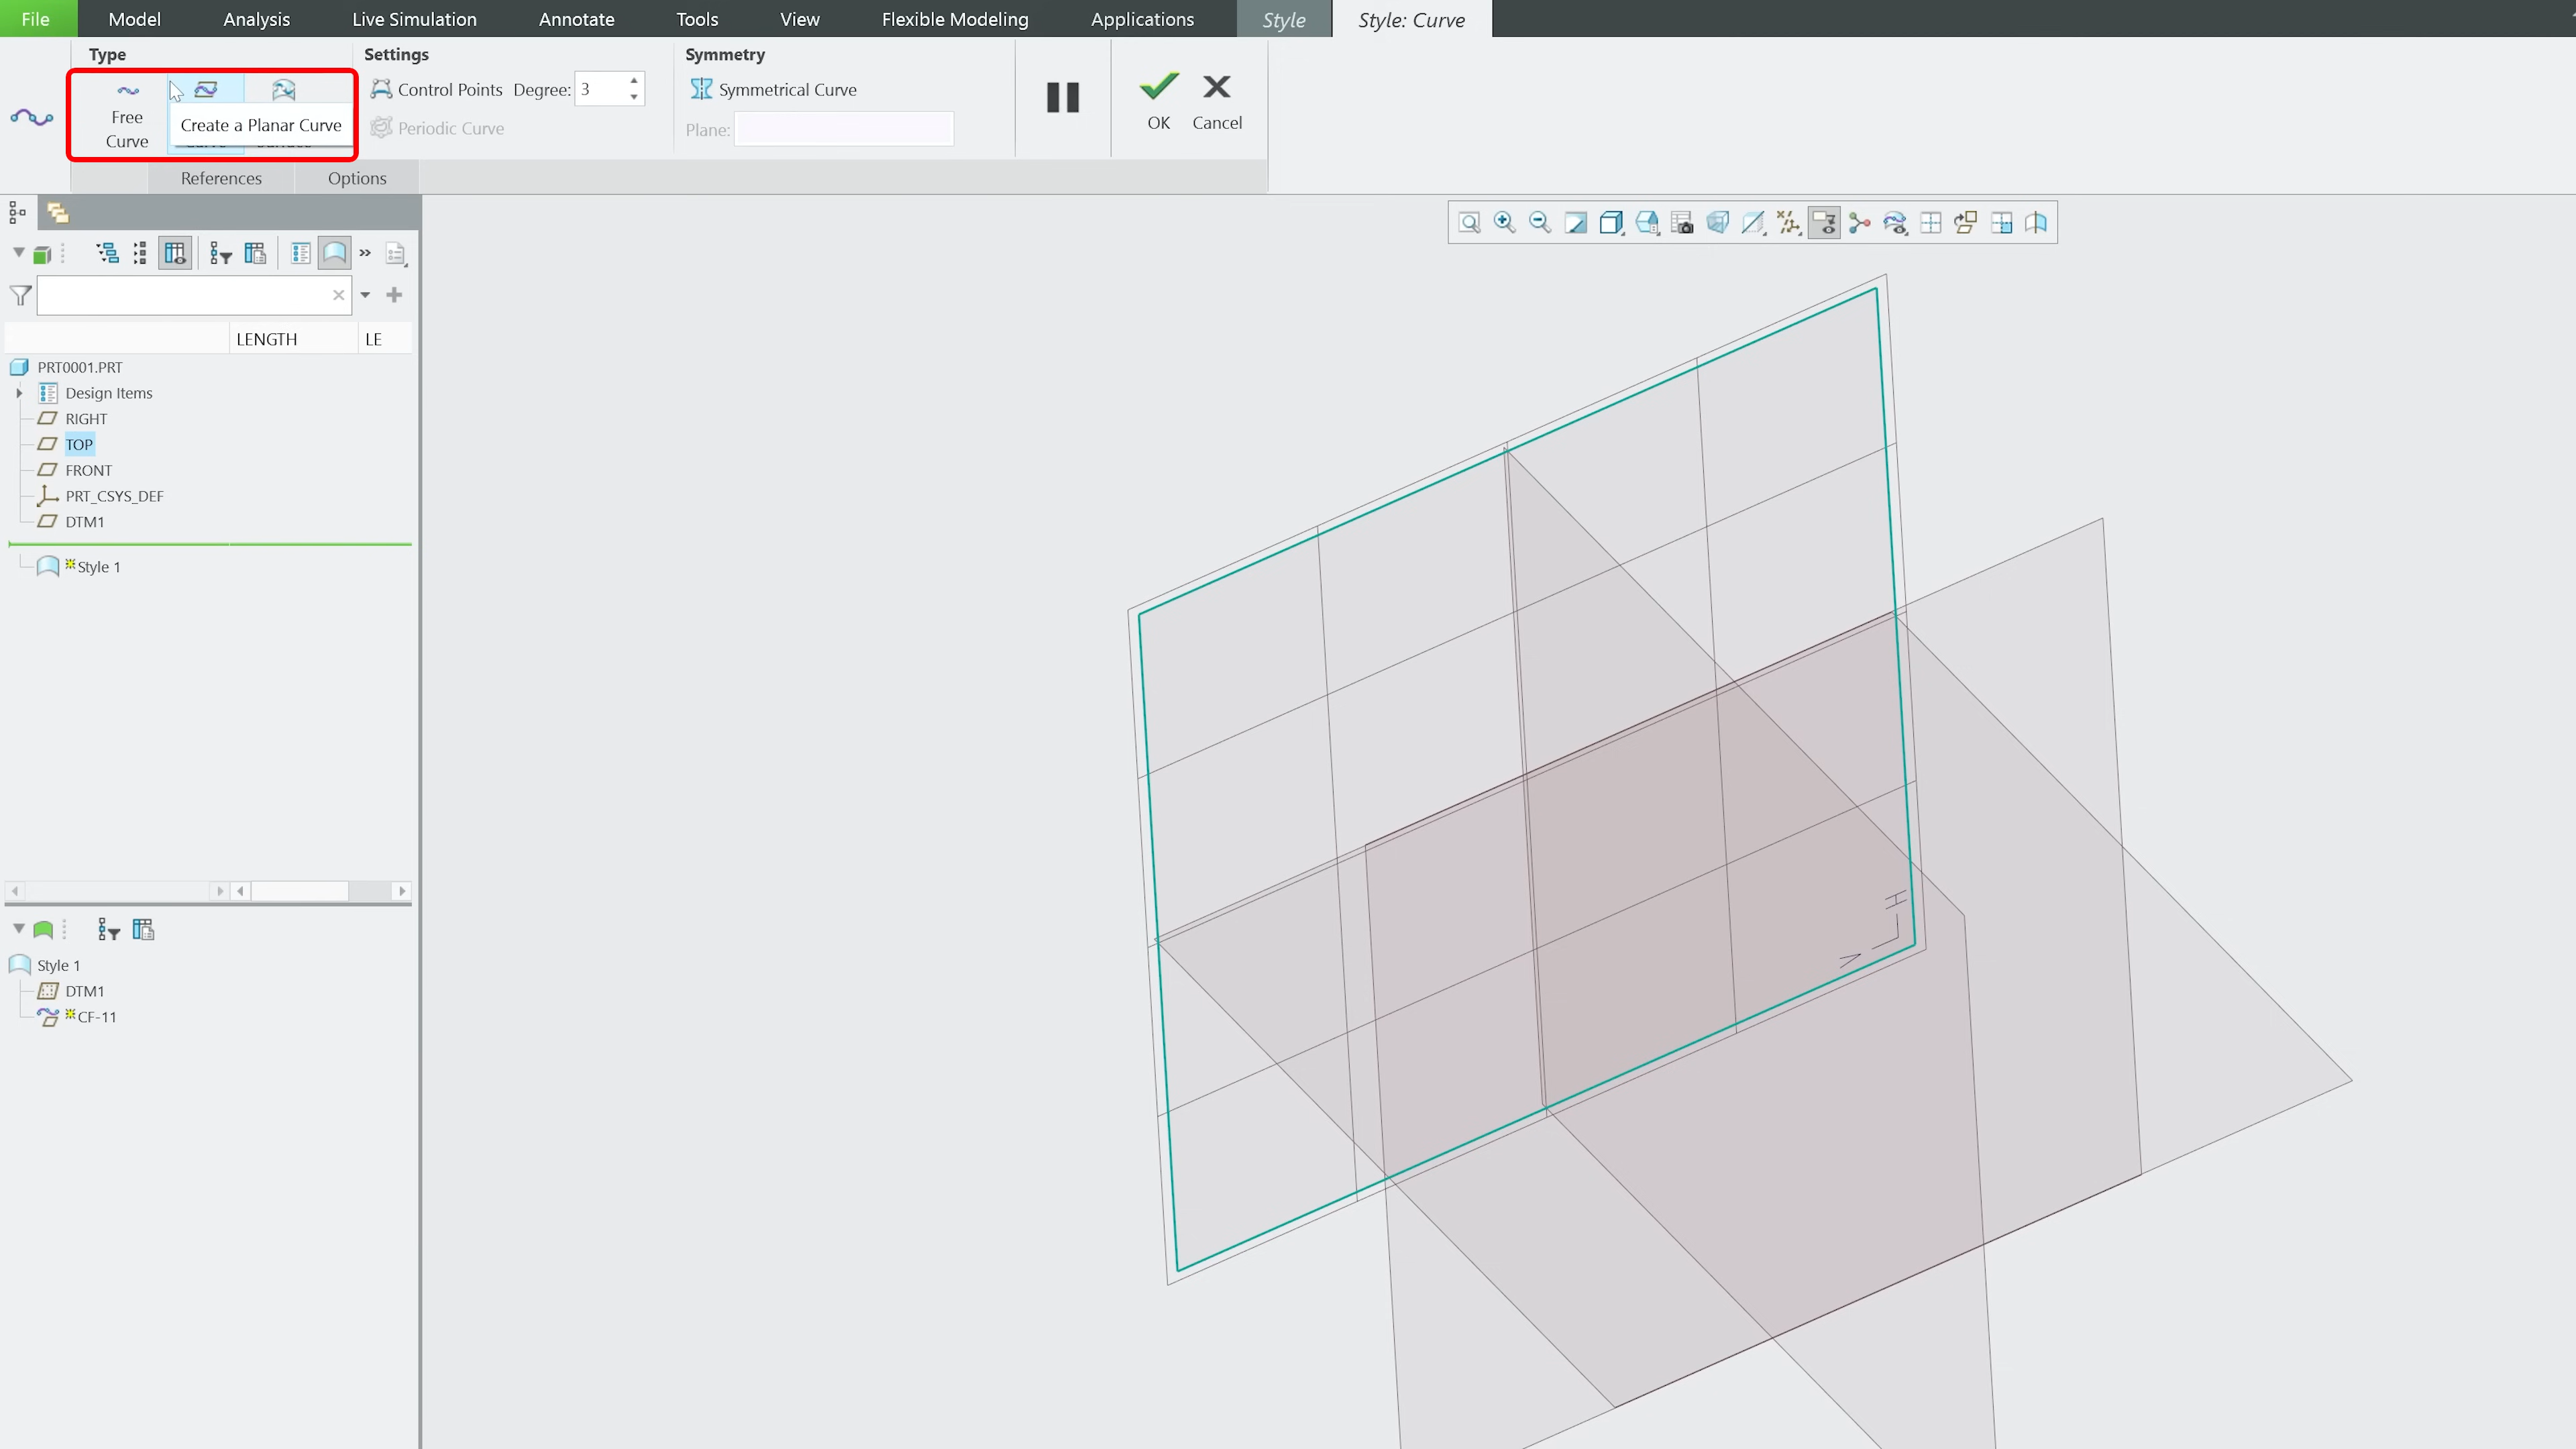 File Model Analysis Live Simulation Annotate Tools View Flexible Modeling Applications Style Style: Curve
Type Settings Symmetry
Control Points Degree: 3 Symmetrical Curve
Free
Curve
Create a Planar Curve
Periodic Curve Plane:
OK Cancel
References Options
LENGTH LE
PRT0001.PRT
Design Items
RIGHT
TOP
FRONT
PRT_CSYS_DEF
DTM1
Style 1
Style 1
DTM1
CF-11
H
V